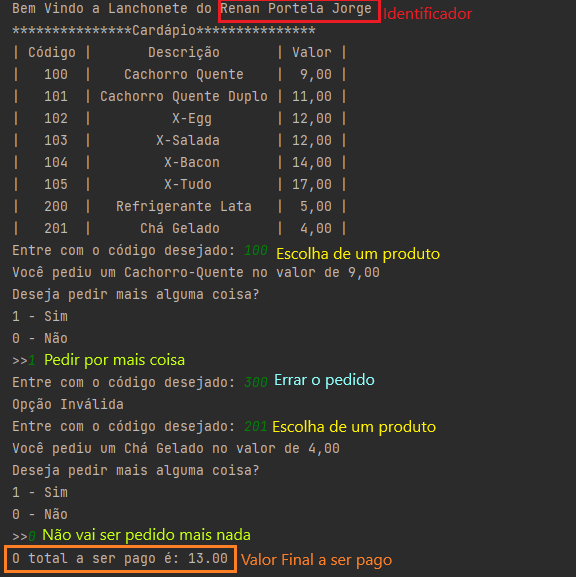 Bem Vindo a Lanchonete do Renan Portela Jorge Identificador
***************Cardápio***************
| Código | Descrição | Valor |
| 100 | Cachorro Quente | 9,00 |
| 101 | Cachorro Quente Duplo | 11,00 |
| 102 | X-Egg | 12,00 |
| 103 | X-Salada | 12,00 |
| 104 | X-Bacon | 14,00 |
| 105 | X-Tudo | 17,00 |
| 200 | Refrigerante Lata | 5,00 |
| 201 | Chá Gelado | 4,00 |
Entre com o código desejado: 100 Escolha de um produto
Você pediu um Cachorro-Quente no valor de 9,00
Deseja pedir mais alguma coisa?
1 - Sim
0 - Não
>>1 Pedir por mais coisa
Entre com o código desejado: 300 Errar o pedido
Opção Inválida
Entre com o código desejado: 201 Escolha de um produto
Você pediu um Chá Gelado no valor de 4,00
Deseja pedir mais alguma coisa?
1 - Sim
0 - Não
>>0 Não vai ser pedido mais nada
O total a ser pago é: 13.00 Valor Final a ser pago